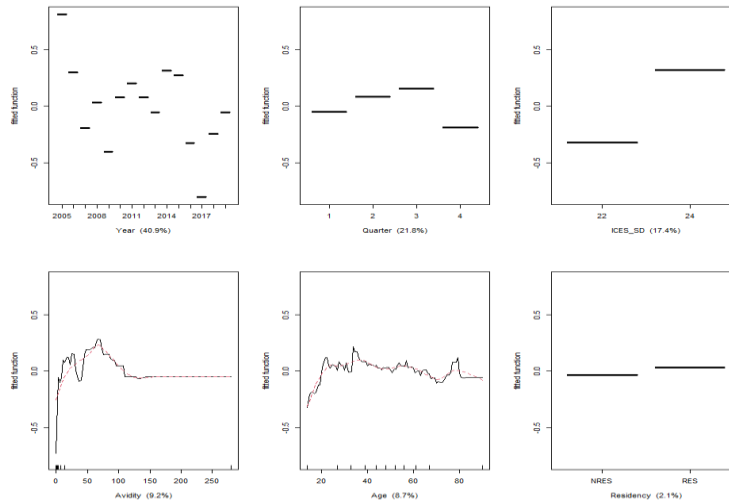 fitted function
0.5
0.0
-0.5
2005 2008 2011 2014 2017
Year (40.9%)
fitted function
0.5
0.0
-0.5
1 2 3 4
Quarter (21.8%)
fitted function
0.5
0.0
-0.5
22 24
ICES_SD (17.4%)
fitted function
0.5
0.0
-0.5
0 50 100 150 200 250
Avidity (9.2%)
fitted function
0.5
0.0
-0.5
20 40 60 80
Age (8.7%)
fitted function
0.5
0.0
-0.5
NRES RES
Residency (2.1%)